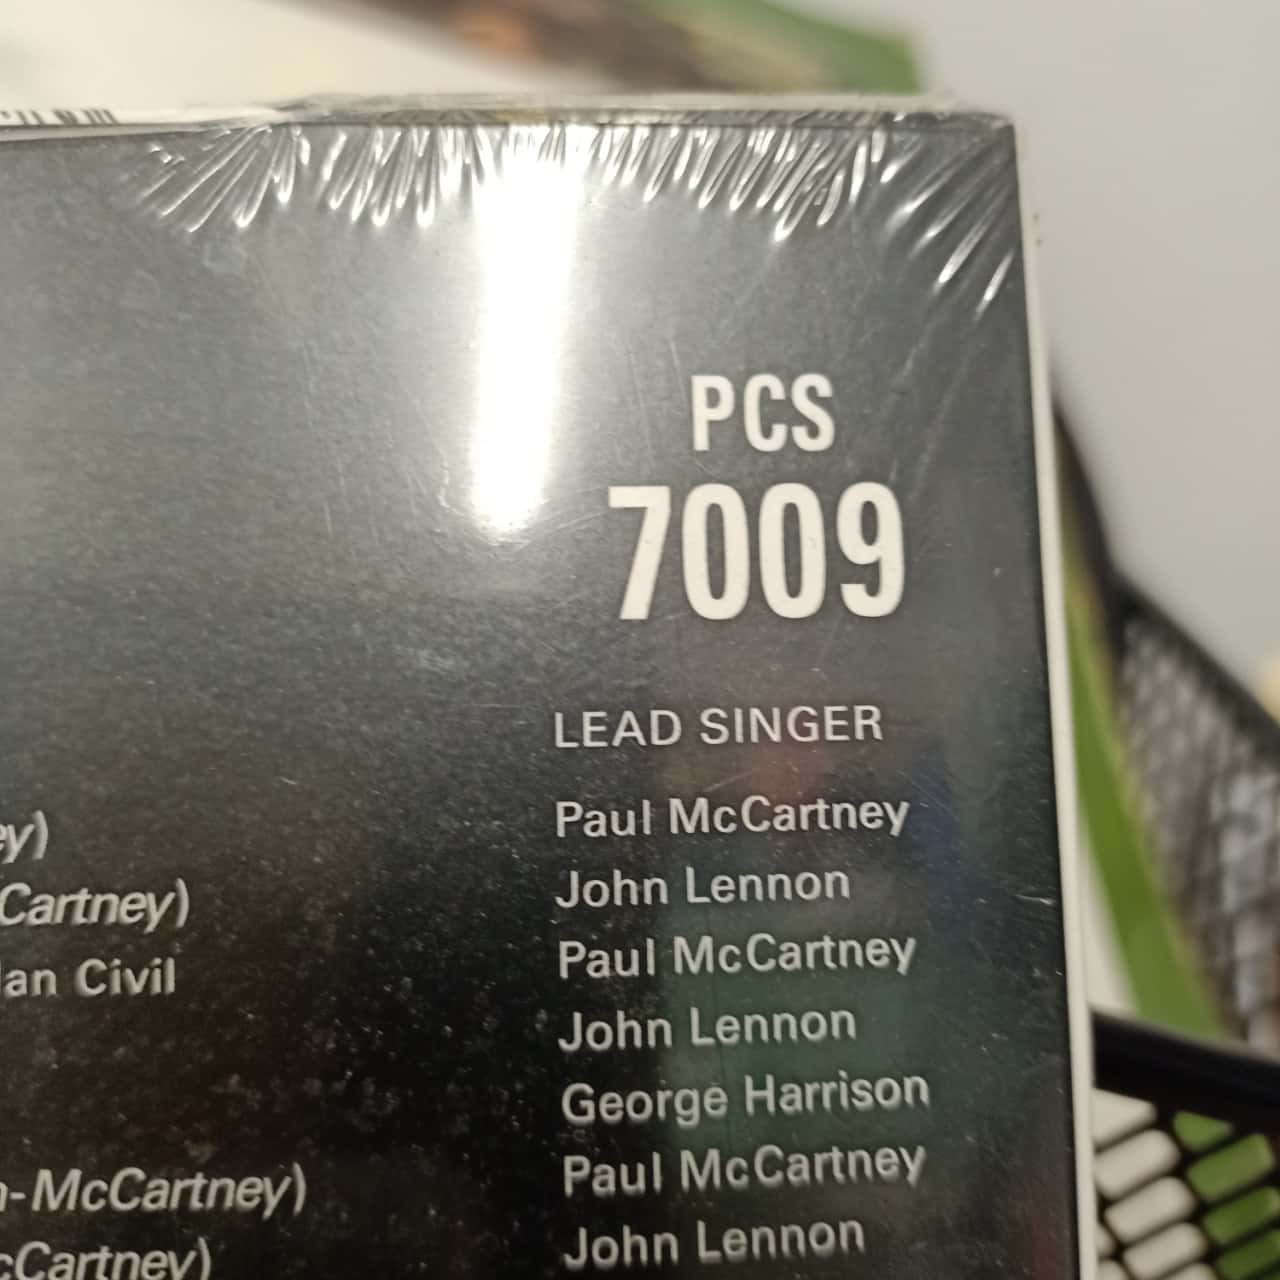 PCS
7009
LEAD SINGER
ey) Paul McCartney
Cartney) John Lennon
lan Civil Paul McCartney
John Lennon
George Harrison
n-McCartney) Paul McCartney
cCartney) John Lennon